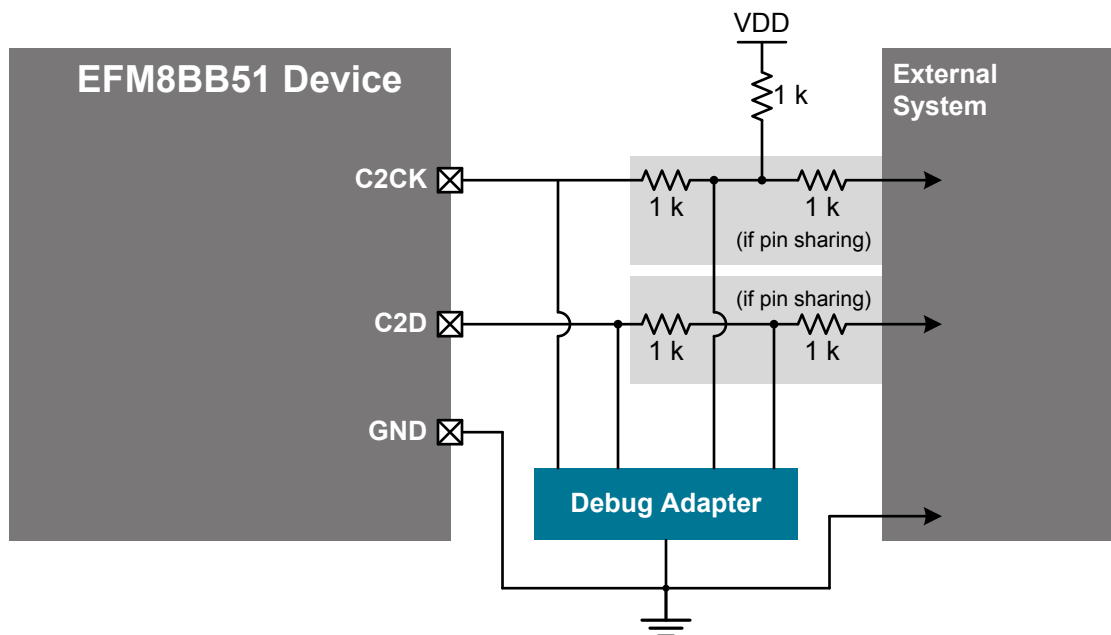 VDD
EFM8BB51 Device
External
System
1 k
C2CK
1 k
1 k
(if pin sharing)
(if pin sharing)
C2D
1 k
1 k
GND
Debug Adapter